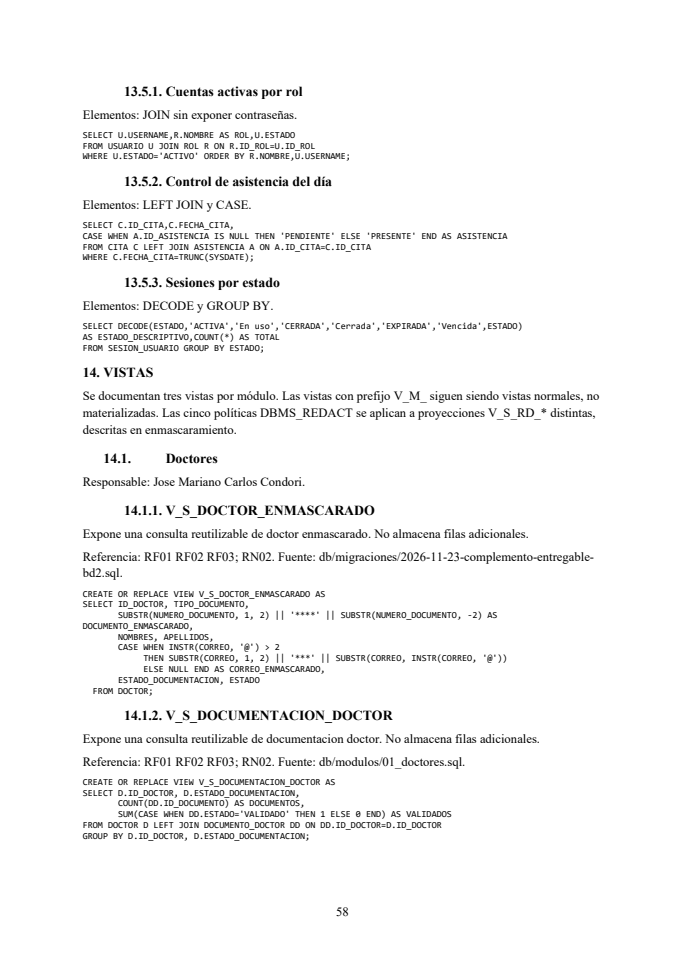 13.5.1. Cuentas activas por rol
Elementos: JOIN sin exponer contraseñas.
SELECT U.USERNAME,R.NOMBRE AS ROL,U.ESTADO
FROM USUARIO U JOIN ROL R ON R.ID_ROL=U.ID_ROL
WHERE U.ESTADO='ACTIVO' ORDER BY R.NOMBRE,U.USERNAME;
13.5.2. Control de asistencia del día
Elementos: LEFT JOIN y CASE.
SELECT C.ID_CITA,C.FECHA_CITA,
CASE WHEN A.ID_ASISTENCIA IS NULL THEN 'PENDIENTE' ELSE 'PRESENTE' END AS ASISTENCIA
FROM CITA C LEFT JOIN ASISTENCIA A ON A.ID_CITA=C.ID_CITA
WHERE C.FECHA_CITA=TRUNC(SYSDATE);
13.5.3. Sesiones por estado
Elementos: DECODE y GROUP BY.
SELECT DECODE(ESTADO,'ACTIVA','En uso','CERRADA','Cerrada','EXPIRADA','Vencida',ESTADO)
AS ESTADO_DESCRIPTIVO,COUNT(*) AS TOTAL
FROM SESION_USUARIO GROUP BY ESTADO;
14. VISTAS
Se documentan tres vistas por módulo. Las vistas con prefijo V_M_ siguen siendo vistas normales, no
materializadas. Las cinco políticas DBMS_REDACT se aplican a proyecciones V_S_RD_* distintas,
descritas en enmascaramiento.
14.1. Doctores
Responsable: Jose Mariano Carlos Condori.
14.1.1. V_S_DOCTOR_ENMASCARADO
Expone una consulta reutilizable de doctor enmascarado. No almacena filas adicionales.
Referencia: RF01 RF02 RF03; RN02. Fuente: db/migraciones/2026-11-23-complemento-entregable-
bd2.sql.
CREATE OR REPLACE VIEW V_S_DOCTOR_ENMASCARADO AS
SELECT ID_DOCTOR, TIPO_DOCUMENTO,
SUBSTR(NUMERO_DOCUMENTO, 1, 2) || '****' || SUBSTR(NUMERO_DOCUMENTO, -2) AS
DOCUMENTO_ENMASCARADO,
NOMBRES, APELLIDOS,
CASE WHEN INSTR(CORREO, '@') > 2
THEN SUBSTR(CORREO, 1, 2) || '***' || SUBSTR(CORREO, INSTR(CORREO, '@'))
ELSE NULL END AS CORREO_ENMASCARADO,
ESTADO_DOCUMENTACION, ESTADO
FROM DOCTOR;
14.1.2. V_S_DOCUMENTACION_DOCTOR
Expone una consulta reutilizable de documentacion doctor. No almacena filas adicionales.
Referencia: RF01 RF02 RF03; RN02. Fuente: db/modulos/01_doctores.sql.
CREATE OR REPLACE VIEW V_S_DOCUMENTACION_DOCTOR AS
SELECT D.ID_DOCTOR, D.ESTADO_DOCUMENTACION,
COUNT(DD.ID_DOCUMENTO) AS DOCUMENTOS,
SUM(CASE WHEN DD.ESTADO='VALIDADO' THEN 1 ELSE 0 END) AS VALIDADOS
FROM DOCTOR D LEFT JOIN DOCUMENTO_DOCTOR DD ON DD.ID_DOCTOR=D.ID_DOCTOR
GROUP BY D.ID_DOCTOR, D.ESTADO_DOCUMENTACION;
58